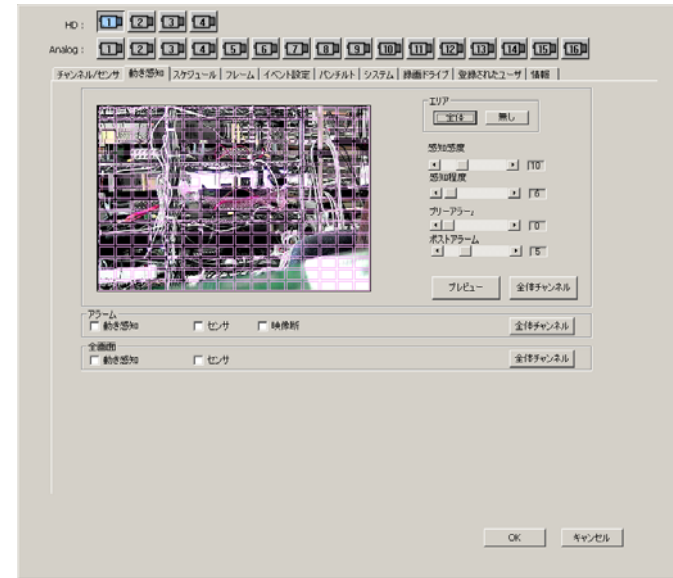 HD : 1 2 3 4
Analog : 1 2 3 4 5 6 7 8 9 10 11 12 13 14 15 16
チャンネル/センサ 動き感知 スケジュール フレーム イベント設定 パンチルト システム 録画ドライブ 登録されたユーザ 情報
エリア
全体 無し
感知感度
10
感知程度
6
プリーアラーム
0
ポストアラーム
5
プレビュー 全体チャンネル
アラーム
動き感知 センサ 映像断 全体チャンネル
全画面
動き感知 センサ 全体チャンネル
OK キャンセル